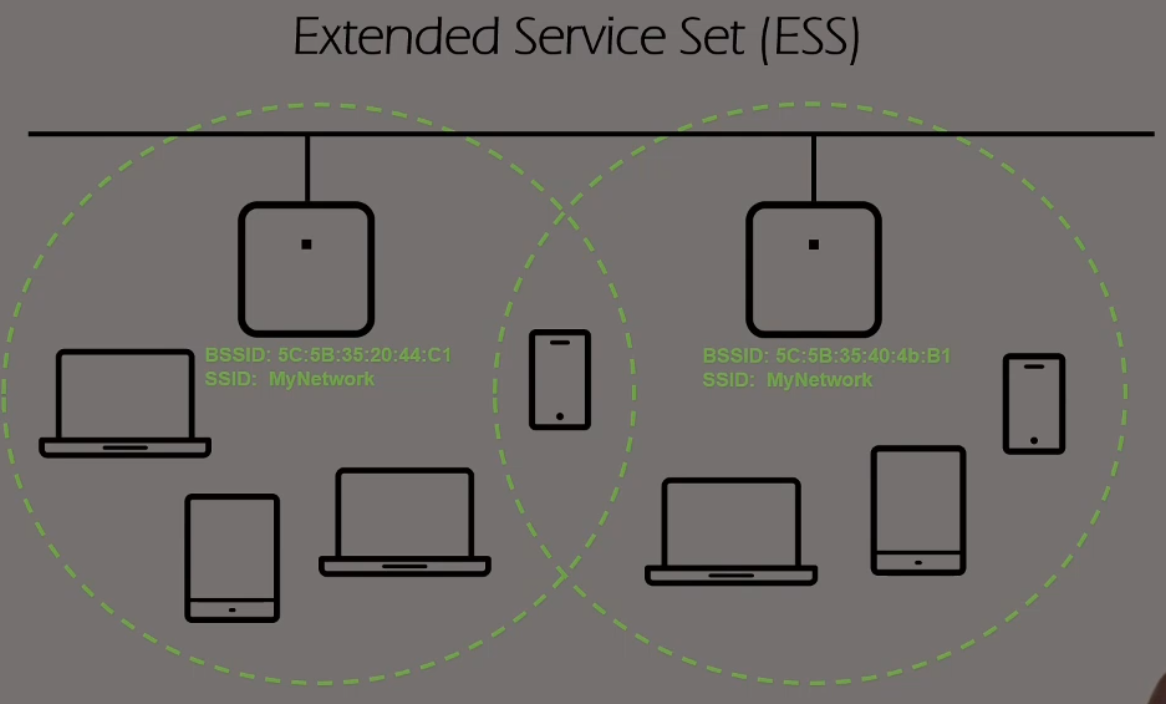 Extended Service Set (ESS)
BSSID: 5C:5B:35:20:44:C1
SSID: MyNetwork
BSSID: 5C:5B:35:40:4b:B1
SSID: MyNetwork